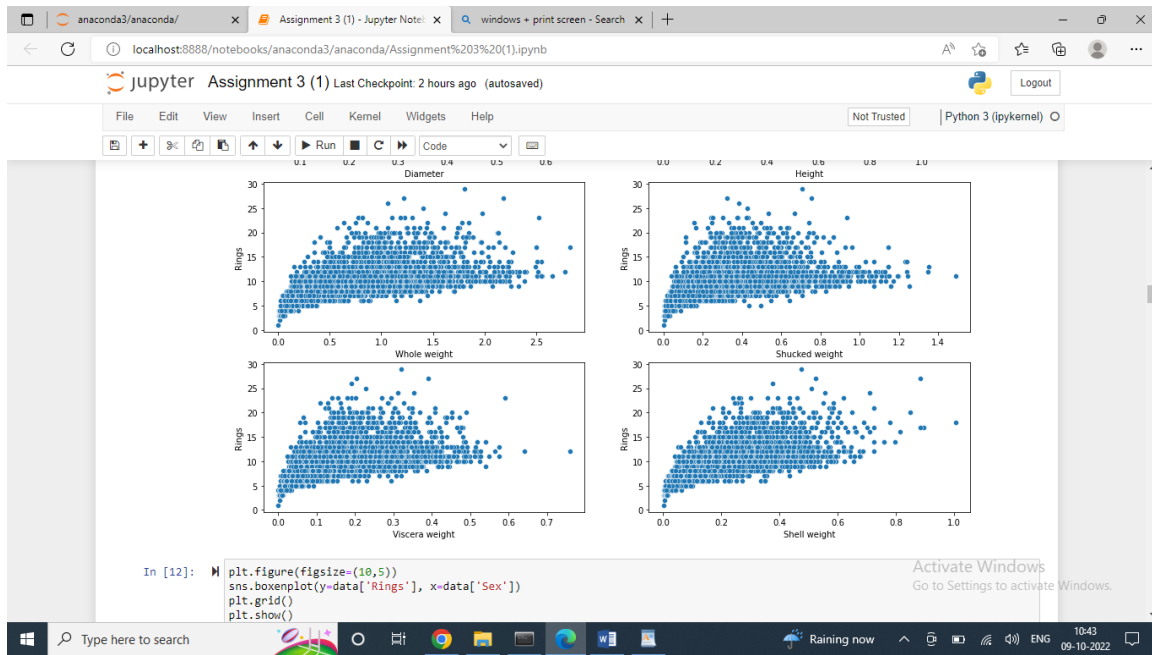 anaconda3/anaconda/
Assignment 3 (1) - Jupyter Note
windows + print screen - Search
localhost:8888/notebooks/anaconda3/anaconda/Assignment%203%20(1).ipynb
jupyter Assignment 3 (1) Last Checkpoint: 2 hours ago (autosaved)
Logout
File Edit View Insert Cell Kernel Widgets Help
Not Trusted
Python 3 (ipykernel)
Run
Code
0.1 0.2 0.3 0.4 0.5 0.6
Diameter
0.0 0.2 0.4 0.6 0.8 1.0
Height
30
25
20
15
10
5
0
Rings
0.0 0.5 1.0 1.5 2.0 2.5
Whole weight
30
25
20
15
10
5
0
Rings
0.0 0.2 0.4 0.6 0.8 1.0 1.2 1.4
Shucked weight
30
25
20
15
10
5
0
Rings
0.0 0.1 0.2 0.3 0.4 0.5 0.6 0.7
Viscera weight
30
25
20
15
10
5
0
Rings
0.0 0.2 0.4 0.6 0.8 1.0
Shell weight
In [12]:
plt.figure(figsize=(10,5))
sns.boxenplot(y=data['Rings'], x=data['Sex'])
plt.grid()
plt.show()
Activate Windows
Go to Settings to activate Windows.
Type here to search
Raining now
ENG
10:43
09-10-2022